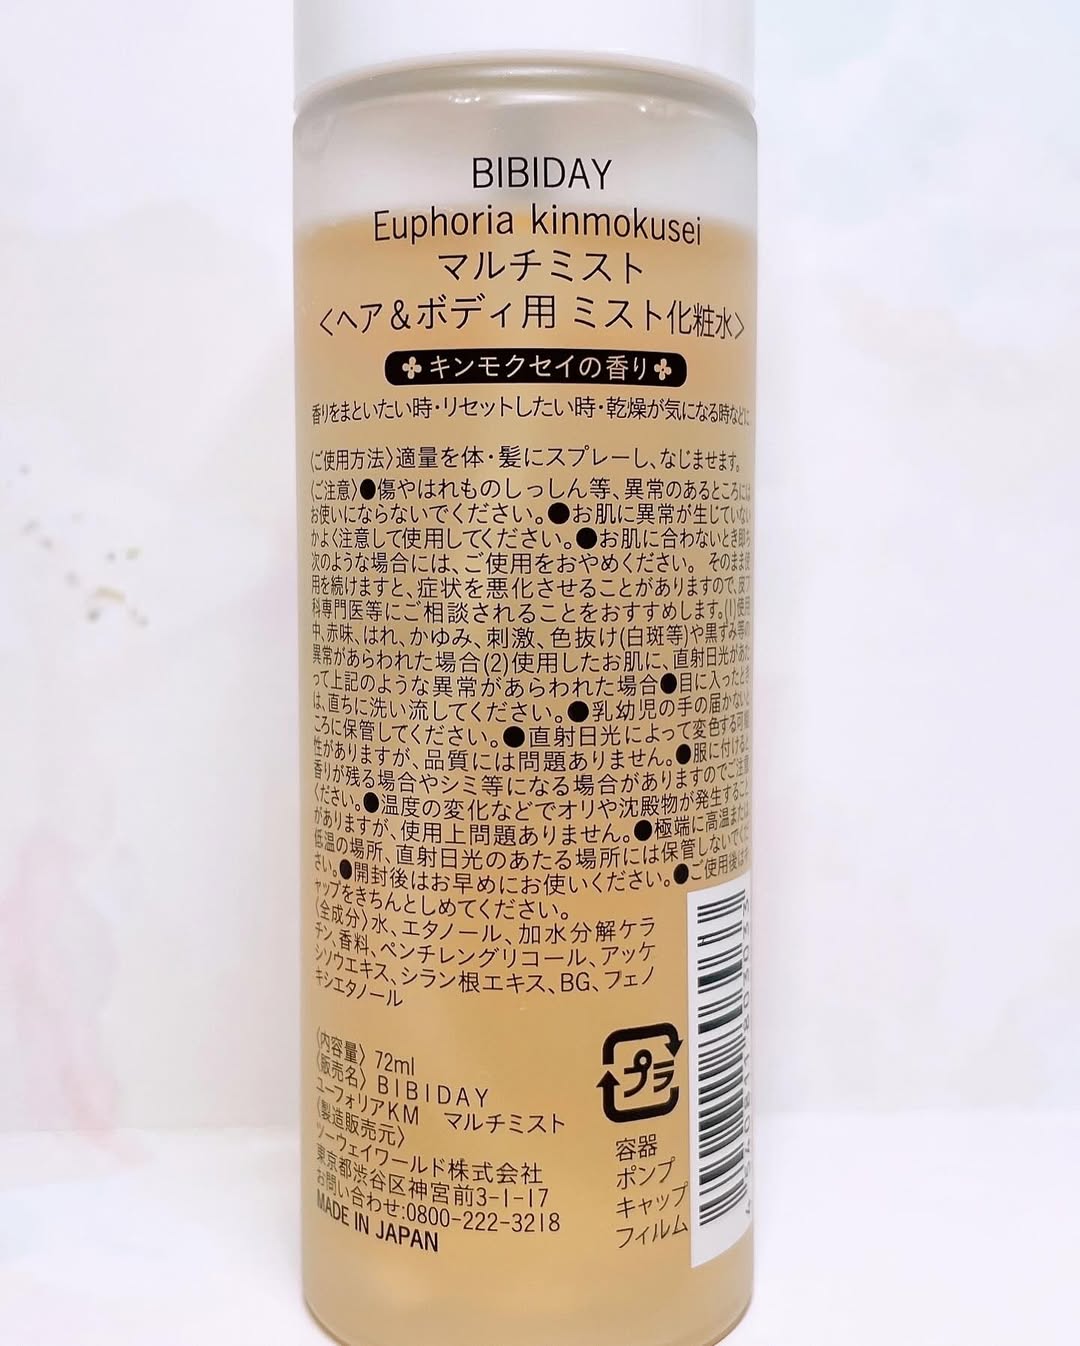 BIBIDAY
Euphoria kinmokusei
マルチミスト
〈ヘア＆ボディ用 ミスト化粧水〉
キンモクセイの香り
香りをまといたい時・リセットしたい時・乾燥が気になる時などに
〈ご使用方法〉適量を体・髪にスプレーし、なじませます。
〈ご注意〉●傷やはれものしっしん等、異常のあるところには
お使いにならないでください。●お肌に異常が生じていない
かよく注意して使用してください。●お肌に合わないとき即ち
次のような場合には、ご使用をおやめください。そのまま使
用を続けますと、症状を悪化させることがありますので、皮フ
科専門医等にご相談されることをおすすめします。(1)使用
中、赤味、はれ、かゆみ、刺激、色抜け(白斑等)や黒ずみ等の
異常があらわれた場合(2)使用したお肌に、直射日光があた
って上記のような異常があらわれた場合●目に入ったとき
は、直ちに洗い流してください。●乳幼児の手の届かないと
ころに保管してください。●直射日光によって変色する可能
性がありますが、品質には問題ありません。●服に付けると
香りが残る場合やシミ等になる場合がありますのでご注意
ください。●温度の変化などでオリや沈殿物が発生すること
がありますが、使用上問題ありません。●極端に高温または
低温の場所、直射日光のあたる場所には保管しないでくだ
さい。●開封後はお早めにお使いください。●ご使用後はキ
ャップをきちんとしめてください。
〈全成分〉水、エタノール、加水分解ケラ
チン、香料、ペンチレングリコール、アッケ
シソウエキス、シラン根エキス、BG、フェノ
キシエタノール
〈内容量〉 72ml
〈販売名〉 BIBIDAY
ユーフォリアKM マルチミスト
〈製造販売元〉
ツーウェイワールド株式会社
東京都渋谷区神宮前3-1-17
お問い合わせ:0800-222-3218
MADE IN JAPAN
プラ
容器
ポンプ
キャップ
フィルム